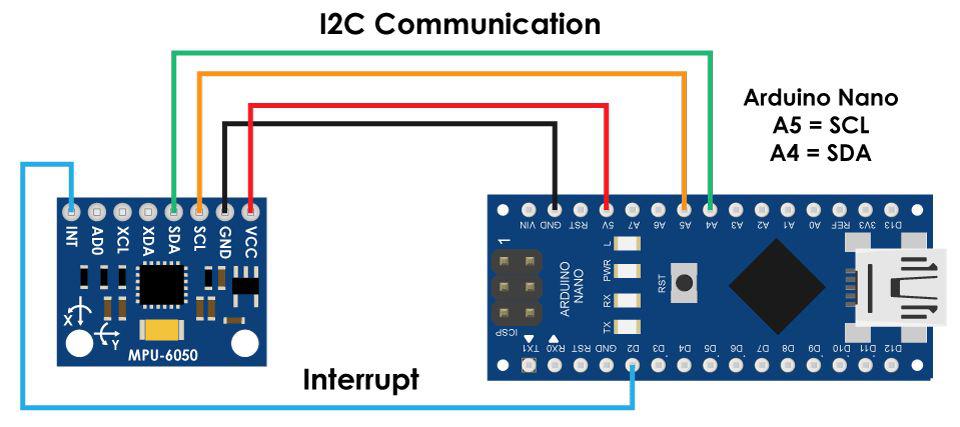 I2C Communication
Arduino Nano
A5 = SCL
A4 = SDA
INT
AD0
XCL
XDA
SDA
SCL
GND
VCC
X
Y
MPU-6050
VIN
GND
RST
5V
A7
A6
A5
A4
A3
A2
A1
A0
REF
3V3
D13
1
ICSP
ARDUINO
NANO
L
PWR
RX
TX
RST
TX1
RX0
RST
GND
D2
D3
D4
D5
D6
D7
D8
D9
D10
D11
D12
Interrupt